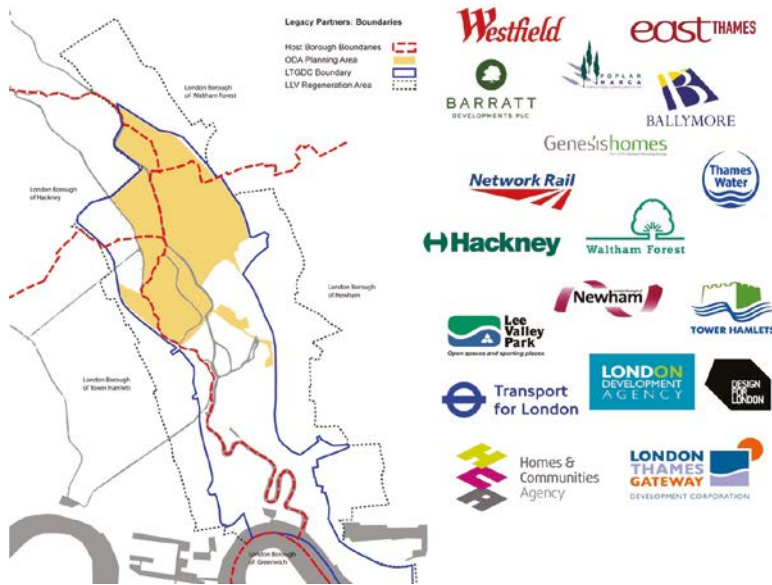 Legacy Partners: Boundaries
Host Borough Boundaries
ODA Planning Area
LTGDC Boundary
LLV Regeneration Area
London Borough
of Waltham Forest
London Borough
of Hackney
London Borough
of Newham
London Borough
of Tower Hamlets
London Borough
of Greenwich
Westfield
east THAMES
BARRATT
DEVELOPMENTS PLC
POPLAR
HARCA
BALLYMORE
Genesishomes
Network Rail
Thames
Water
Hackney
Waltham Forest
Newham
TOWER HAMLETS
Lee
Valley
Park
Open spaces and sporting places
LONDON
DEVELOPMENT
AGENCY
DESIGN
FOR
LONDON
Transport
for London
HCA
Homes &
Communities
Agency
LONDON
THAMES
GATEWAY
DEVELOPMENT CORPORATION